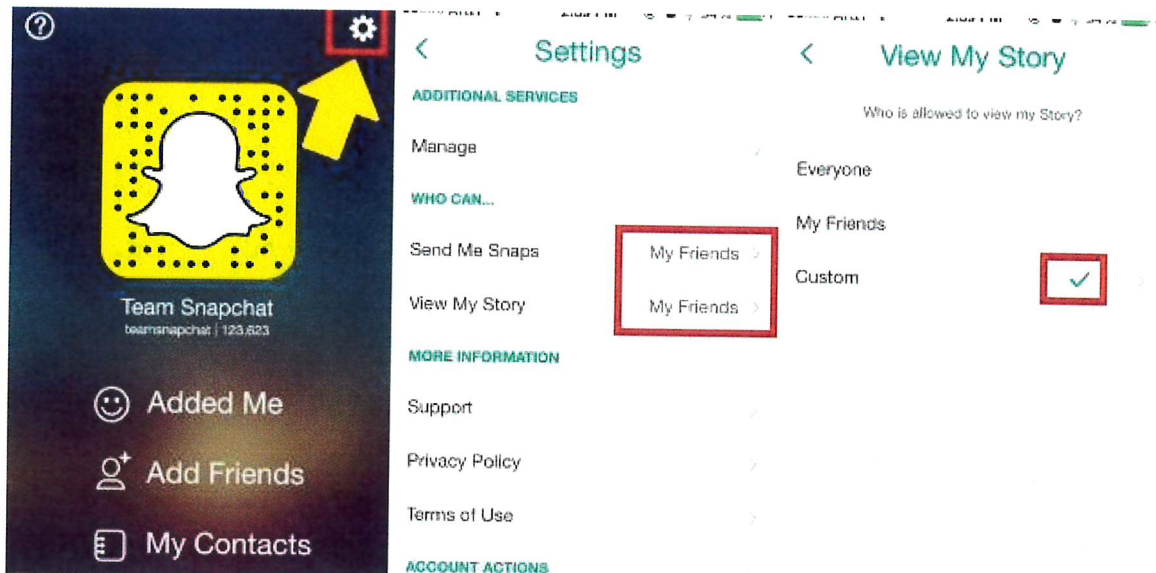 ?
Team Snapchat
teamsnapchat | 123,623
Added Me
Add Friends
My Contacts
Settings
ADDITIONAL SERVICES
Manage
WHO CAN...
Send Me Snaps My Friends
View My Story My Friends
MORE INFORMATION
Support
Privacy Policy
Terms of Use
ACCOUNT ACTIONS
View My Story
Who is allowed to view my Story?
Everyone
My Friends
Custom